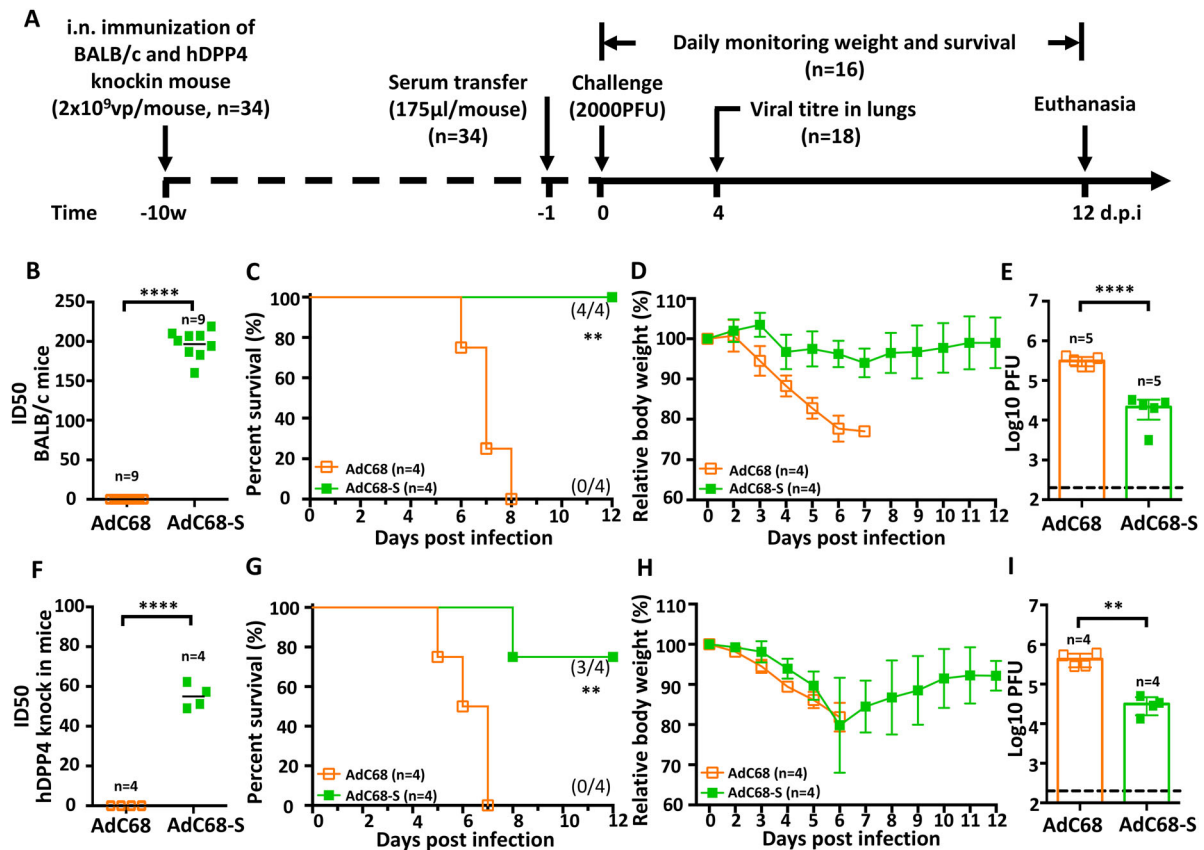 A
i.n. immunization of
BALB/c and hDPP4
knockin mouse
(2x10⁹vp/mouse, n=34)
Serum transfer
(175µl/mouse)
(n=34)
Challenge
(2000PFU)
Daily monitoring weight and survival
(n=16)
Viral titre in lungs
(n=18)
Euthanasia
Time -10w -1 0 4 12 d.p.i
B
ID50
BALB/c mice
250
200
150
100
50
0
****
n=9
n=9
AdC68 AdC68-S
C
Percent survival (%)
100
80
60
40
20
0
(4/4)
**
AdC68 (n=4)
AdC68-S (n=4)
(0/4)
0 2 4 6 8 10 12
Days post infection
D
Relative body weight (%)
110
100
90
80
70
60
AdC68 (n=4)
AdC68-S (n=4)
0 2 3 4 5 6 7 8 9 10 11 12
Days post infection
E
Log10 PFU
7
6
5
4
3
2
****
n=5
n=5
AdC68 AdC68-S
F
ID50
hDPP4 knock in mice
100
80
60
40
20
0
****
n=4
n=4
AdC68 AdC68-S
G
Percent survival (%)
100
80
60
40
20
0
(3/4)
**
AdC68 (n=4)
AdC68-S (n=4)
(0/4)
0 2 4 6 8 10 12
Days post infection
H
Relative body weight (%)
110
100
90
80
70
60
AdC68 (n=4)
AdC68-S (n=4)
0 2 3 4 5 6 7 8 9 10 11 12
Days post infection
I
Log10 PFU
7
6
5
4
3
2
**
n=4
n=4
AdC68 AdC68-S